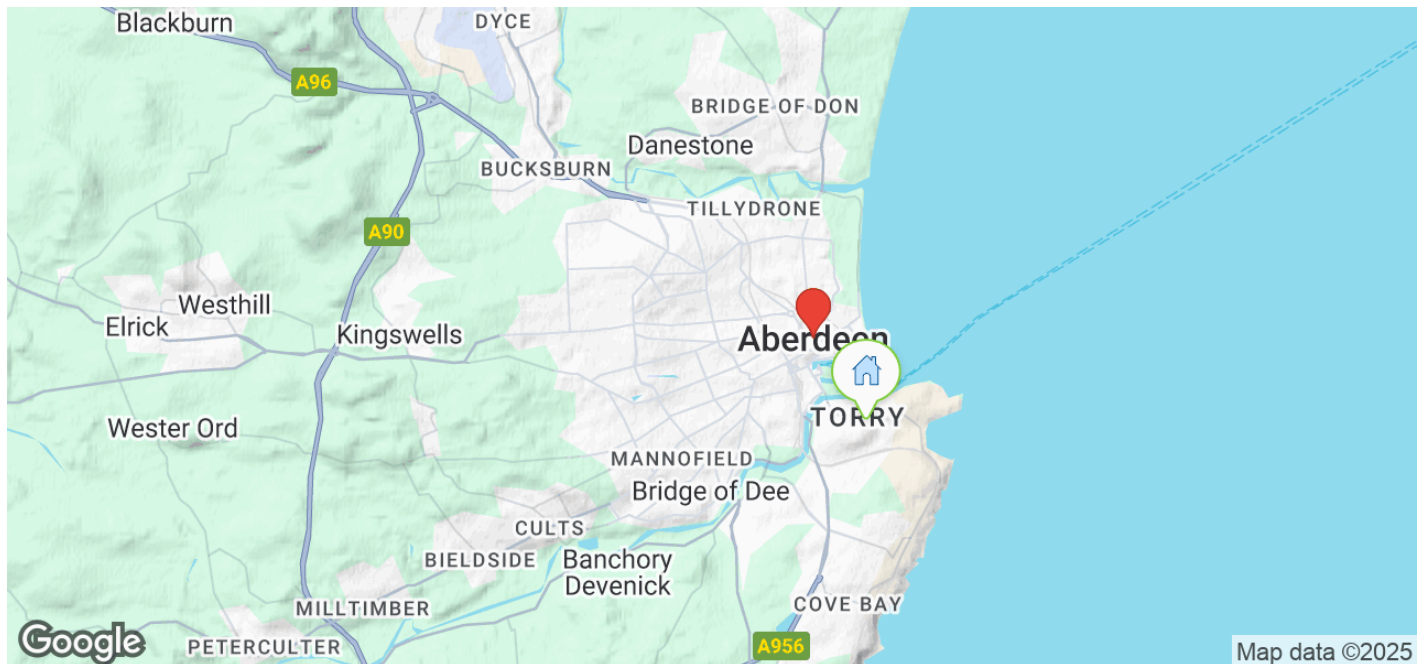 Blackburn
DYCE
A96
BRIDGE OF DON
Danestone
BUCKSBURN
TILLYDRONE
A90
Westhill
Elrick
Kingswells
Aberdeen
TORRY
Wester Ord
MANNOFIELD
Bridge of Dee
CULTS
BIELDSIDE
Banchory
Devenick
MILLTIMBER
COVE BAY
PETERCULTER
A956
Google
Map data ©2025